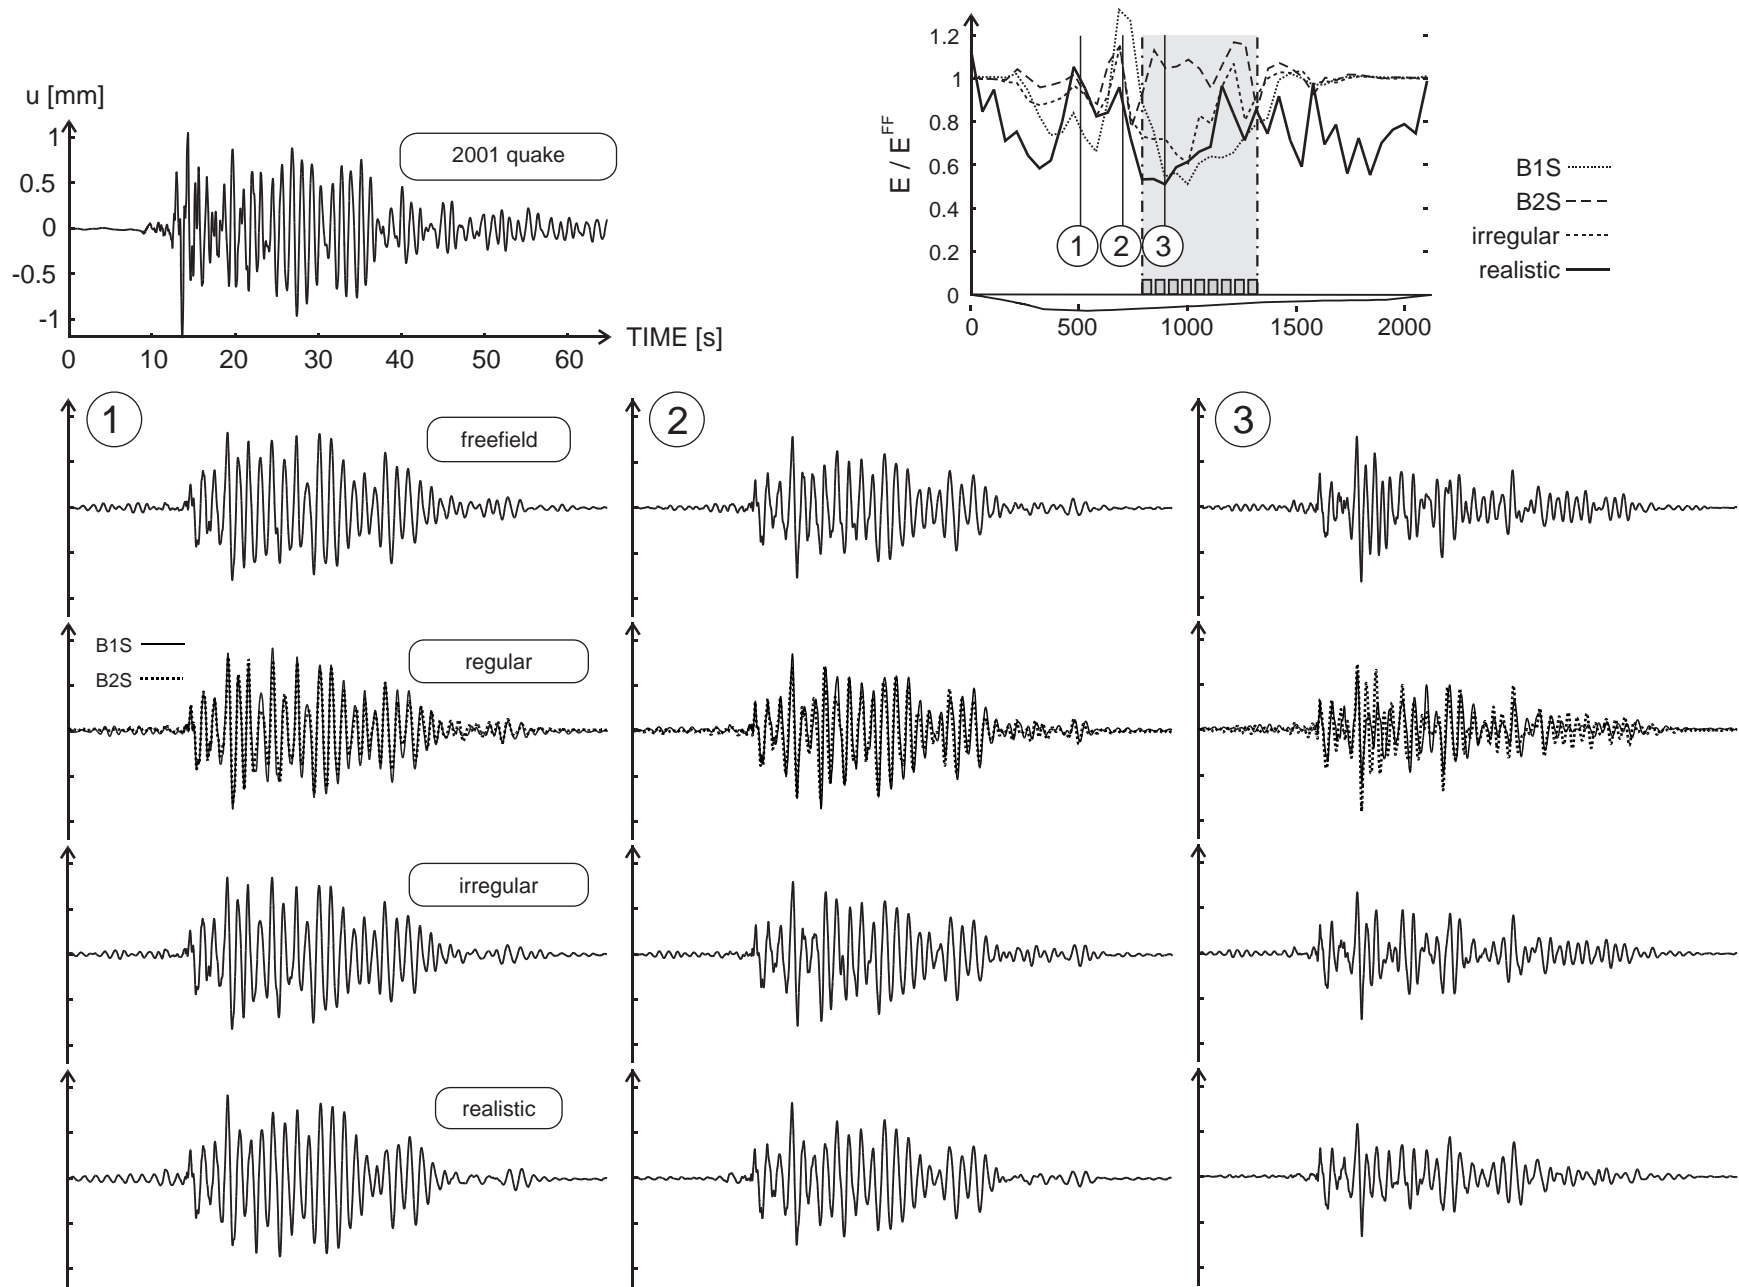 u [mm]
1
0.5
0
-0.5
-1
2001 quake
0 10 20 30 40 50 60
TIME [s]
E / E^FF
1.2
1
0.8
0.6
0.4
0.2
0
1 2 3
0 500 1000 1500 2000
B1S
B2S
irregular
realistic
1
freefield
2
3
B1S
B2S
regular
irregular
realistic